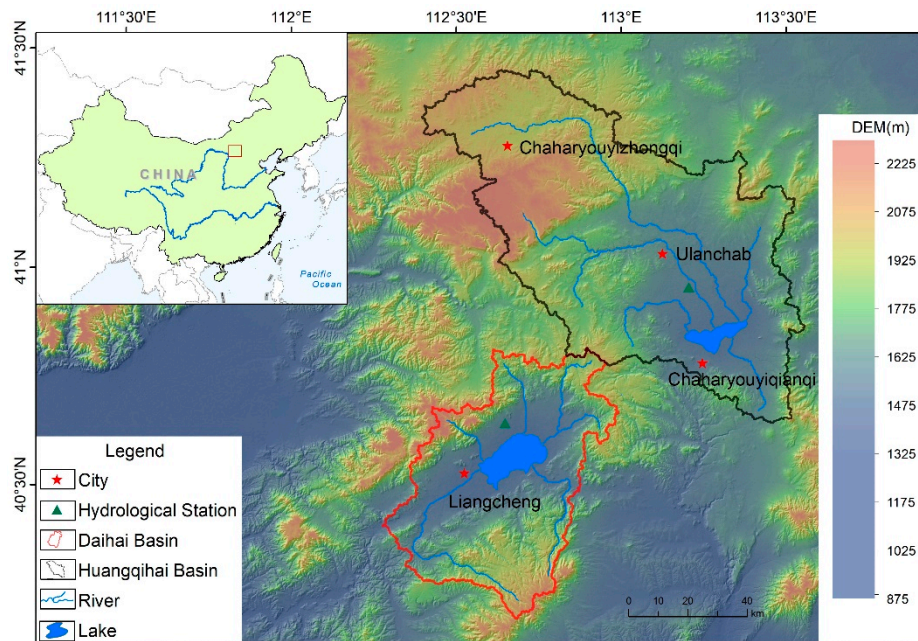 111°30'E
112°E
112°30'E
113°E
113°30'E
41°30'N
41°N
40°30'N
CHINA
Pacific
Ocean
DEM(m)
2225
2075
1925
1775
1625
1475
1325
1175
1025
875
Chaharyouyizhongqi
Ulanchab
Chaharyouyiqianqi
Liangcheng
Legend
City
Hydrological Station
Daihai Basin
Huangqihai Basin
River
Lake
0 10 20 40
km